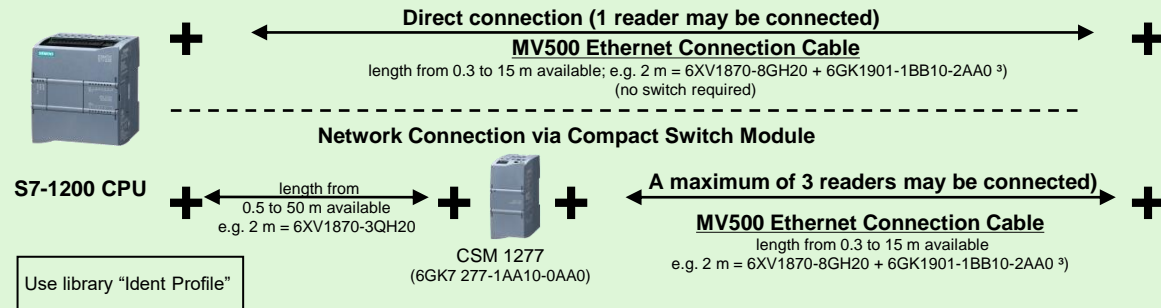 Direct connection (1 reader may be connected)
MV500 Ethernet Connection Cable
length from 0.3 to 15 m available; e.g. 2 m = 6XV1870-8GH20 + 6GK1901-1BB10-2AA0 ³)
(no switch required)
Network Connection via Compact Switch Module
S7-1200 CPU
length from
0.5 to 50 m available
e.g. 2 m = 6XV1870-3QH20
CSM 1277
(6GK7 277-1AA10-0AA0)
A maximum of 3 readers may be connected)
MV500 Ethernet Connection Cable
length from 0.3 to 15 m available
e.g. 2 m = 6XV1870-8GH20 + 6GK1901-1BB10-2AA0 ³)
Use library “Ident Profile”